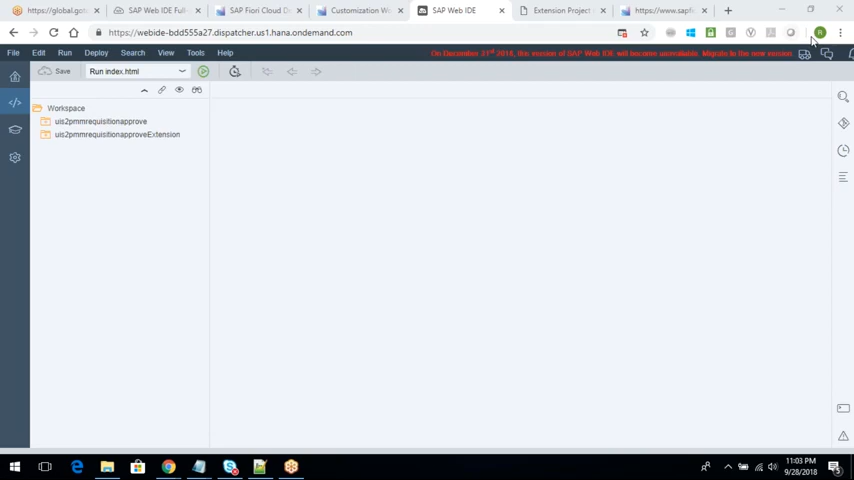 https://global.goto
SAP Web IDE Full-
SAP Fiori Cloud D
Customization Wo
SAP Web IDE
Extension Project
https://www.sapfi
https://webide-bdd555a27.dispatcher.us1.hana.ondemand.com
R
File Edit Run Deploy Search View Tools Help
On December 31st 2018, this version of SAP Web IDE will become unavailable. Migrate to the new version.
Save Run index.html
Workspace
uis2pmmrequisitionapprove
uis2pmmrequisitionapproveExtension
11:03 PM
9/28/2018